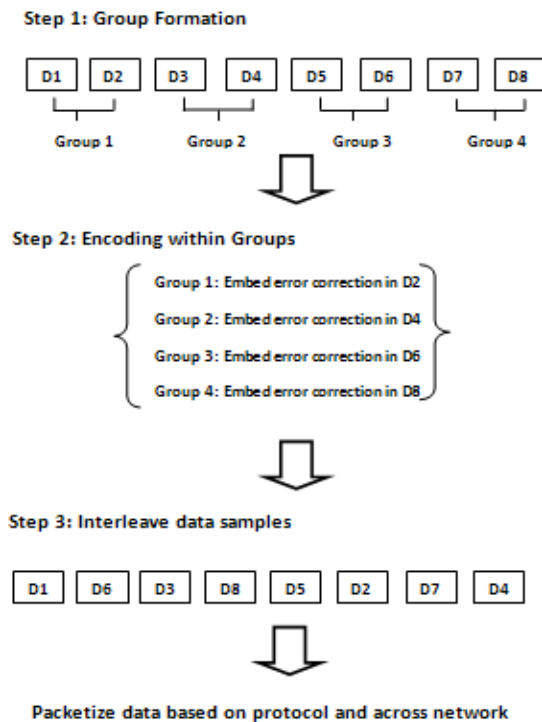 Step 1: Group Formation
D1 D2 D3 D4 D5 D6 D7 D8
Group 1 Group 2 Group 3 Group 4
Step 2: Encoding within Groups
Group 1: Embed error correction in D2
Group 2: Embed error correction in D4
Group 3: Embed error correction in D6
Group 4: Embed error correction in D8
Step 3: Interleave data samples
D1 D6 D3 D8 D5 D2 D7 D4
Packetize data based on protocol and across network